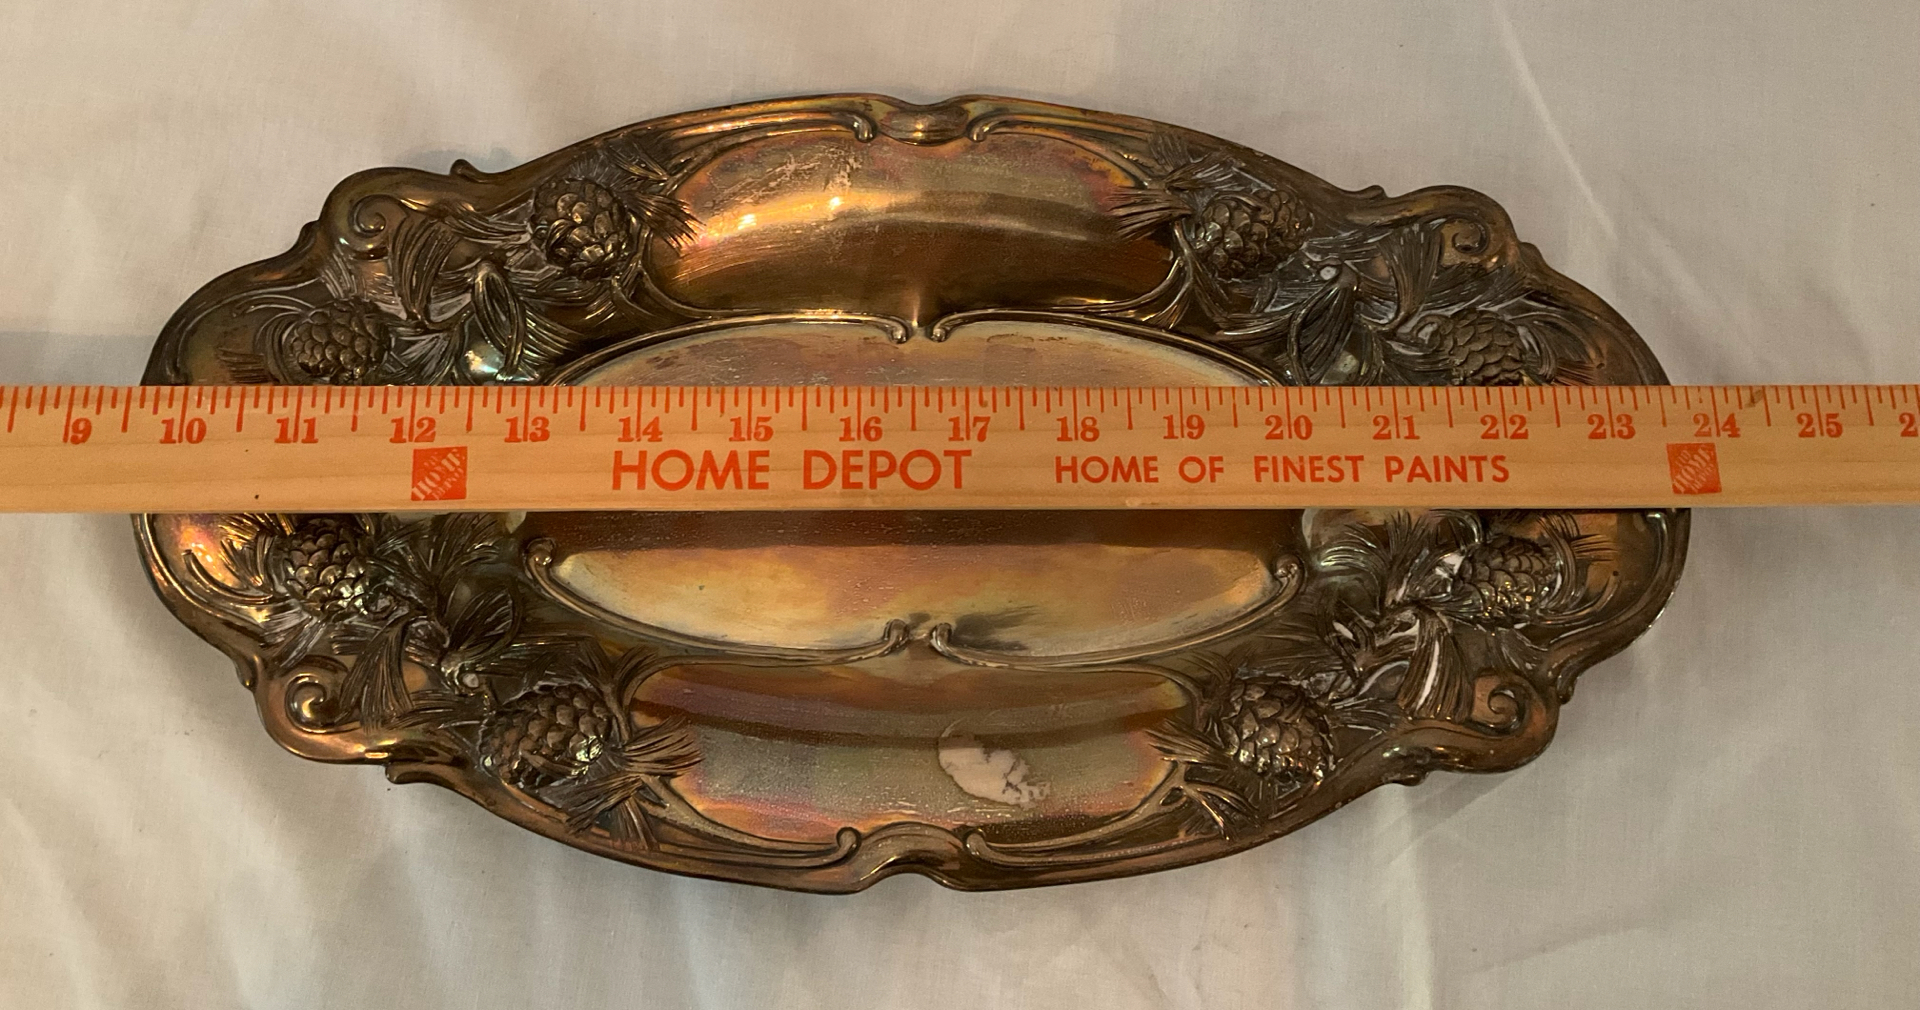 9 10 11 12 13 14 15 16 17 18 19 20 21 22 23 24 25 2
HOME DEPOT HOME OF FINEST PAINTS